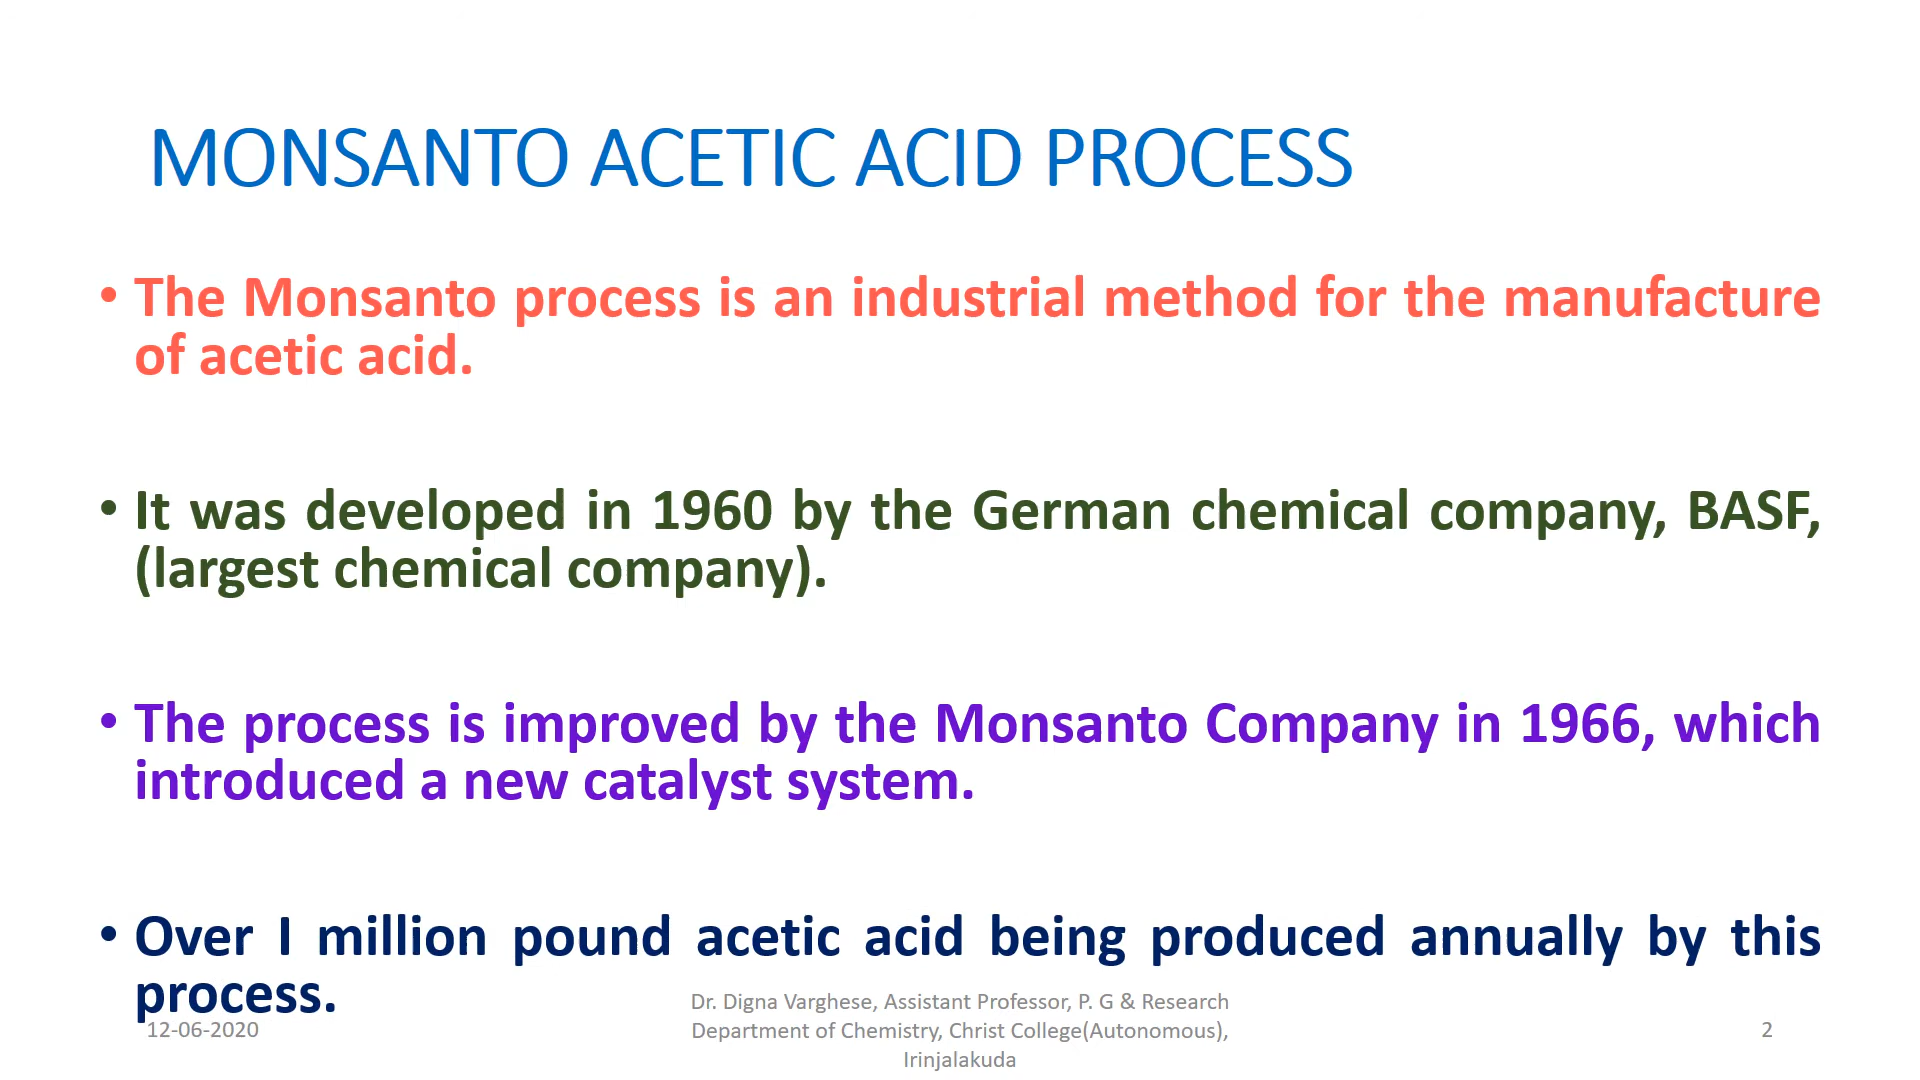 MONSANTO ACETIC ACID PROCESS
• The Monsanto process is an industrial method for the manufacture
of acetic acid.
• It was developed in 1960 by the German chemical company, BASF,
(largest chemical company).
• The process is improved by the Monsanto Company in 1966, which
introduced a new catalyst system.
• Over I million pound acetic acid being produced annually by this
process.
12-06-2020
Dr. Digna Varghese, Assistant Professor, P. G & Research
Department of Chemistry, Christ College(Autonomous),
Irinjalakuda
2